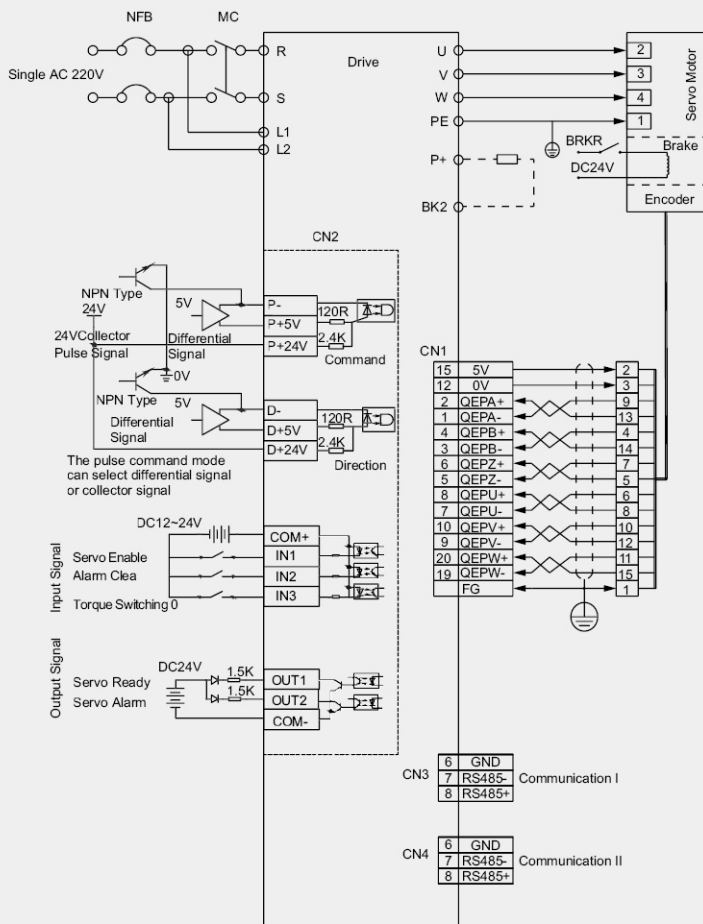 NFB
MC
Single AC 220V
R
S
L1
L2
Drive
U
V
W
PE
P+
BK2
2
3
4
1
Servo Motor
BRKR
DC24V
Brake
Encoder
CN2
NPN Type
24V
24VCollector
Pulse Signal
5V
Differential
Signal
0V
P-
P+5V
P+24V
120R
2.4K
Command
NPN Type
5V
Differential
Signal
D-
D+5V
D+24V
120R
2.4K
Direction
The pulse command mode
can select differential signal
or collector signal
Input Signal
DC12~24V
Servo Enable
Alarm Clea
Torque Switching 0
COM+
IN1
IN2
IN3
Output Signal
DC24V
Servo Ready
Servo Alarm
1.5K
1.5K
OUT1
OUT2
COM-
CN1
15 5V 2
12 0V 3
2 QEPA+ 9
1 QEPA- 13
4 QEPB+ 4
3 QEPB- 14
6 QEPZ+ 7
5 QEPZ- 5
8 QEPU+ 6
7 QEPU- 8
10 QEPV+ 10
9 QEPV- 12
20 QEPW+ 11
19 QEPW- 15
FG 1
CN3
6 GND
7 RS485-
8 RS485+
Communication I
CN4
6 GND
7 RS485-
8 RS485+
Communication II